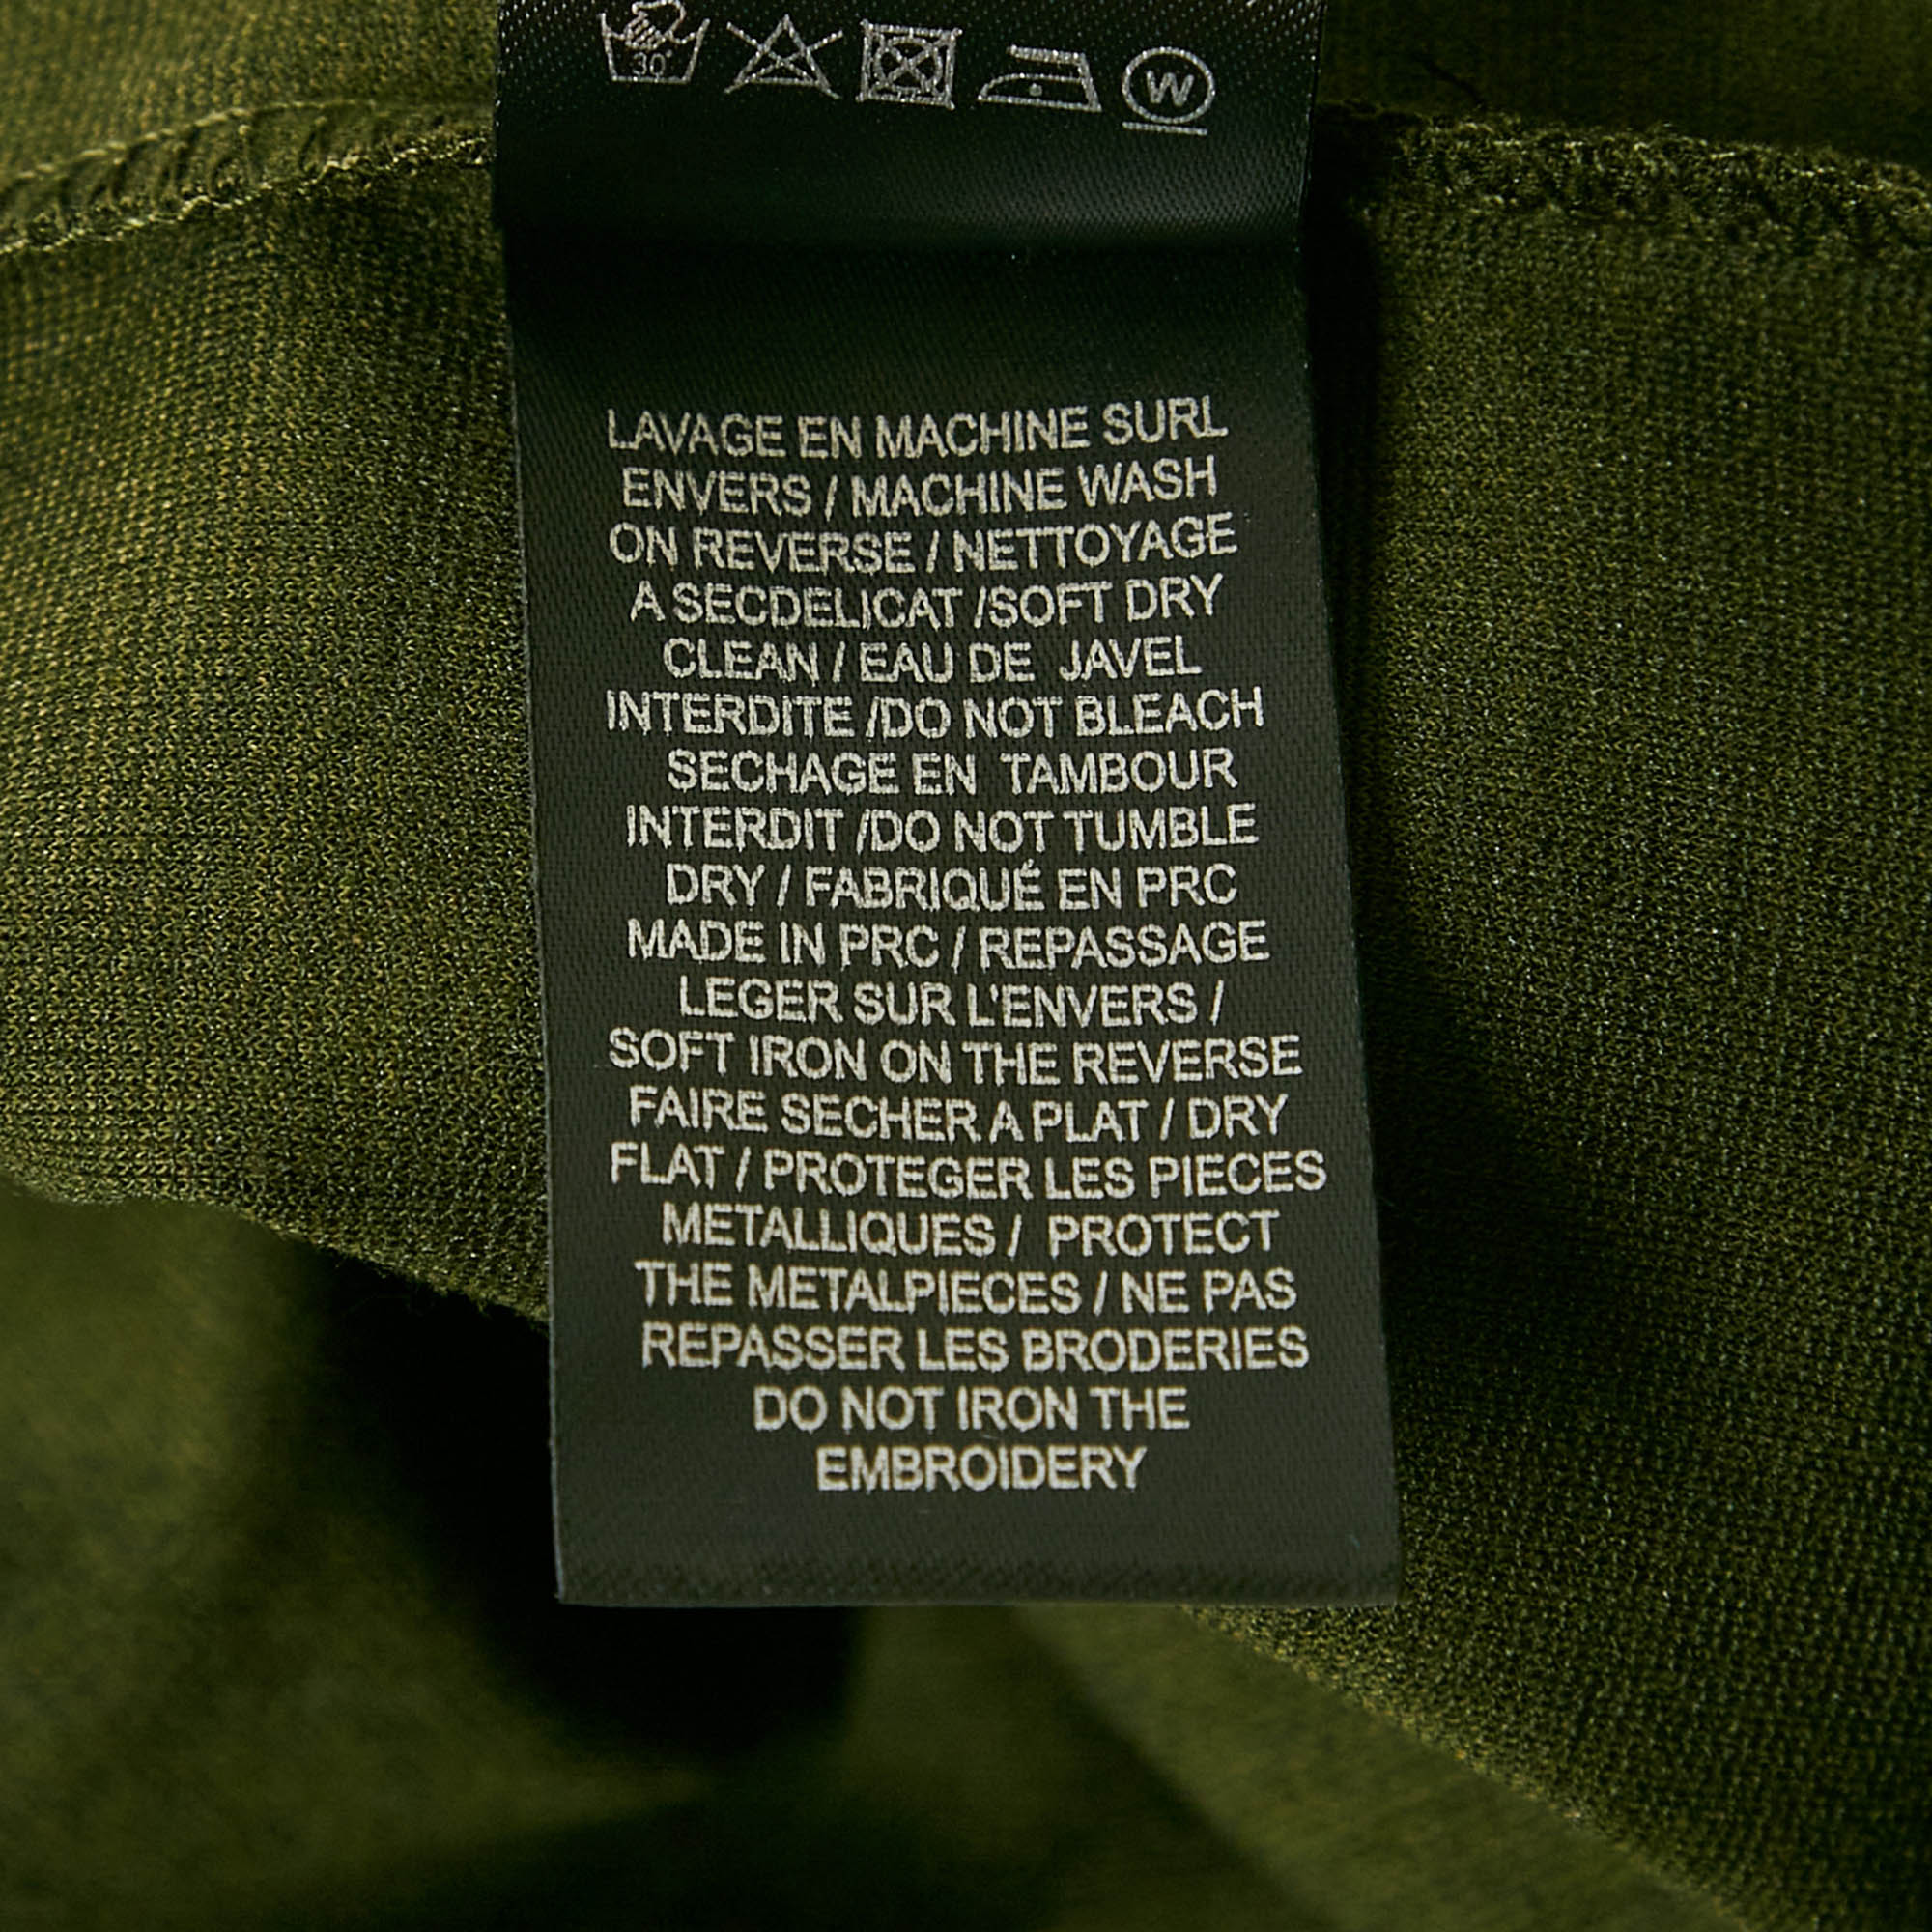 30°
W
LAVAGE EN MACHINE SURL
ENVERS / MACHINE WASH
ON REVERSE / NETTOYAGE
A SECDELICAT /SOFT DRY
CLEAN / EAU DE JAVEL
INTERDITE /DO NOT BLEACH
SECHAGE EN TAMBOUR
INTERDIT /DO NOT TUMBLE
DRY / FABRIQUÉ EN PRC
MADE IN PRC / REPASSAGE
LEGER SUR L'ENVERS /
SOFT IRON ON THE REVERSE
FAIRE SECHER A PLAT / DRY
FLAT / PROTEGER LES PIECES
METALLIQUES / PROTECT
THE METALPIECES / NE PAS
REPASSER LES BRODERIES
DO NOT IRON THE
EMBROIDERY